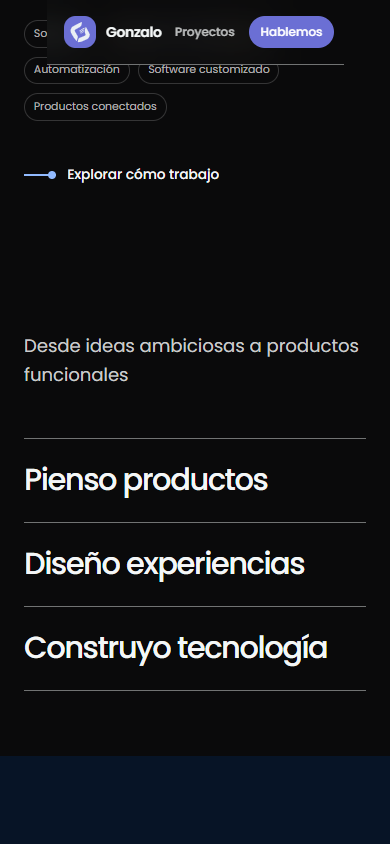 Gonzalo Proyectos Hablemos
So
Automatización Software customizado
Productos conectados
Explorar cómo trabajo
Desde ideas ambiciosas a productos
funcionales
Pienso productos
Diseño experiencias
Construyo tecnología